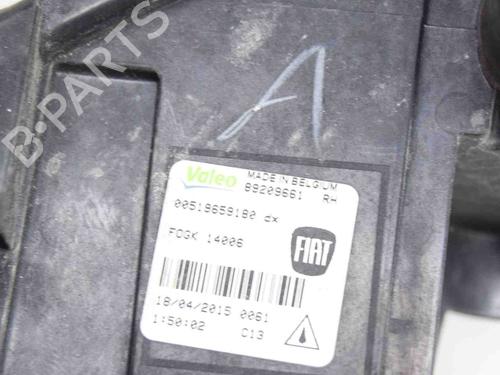 B-PARTS
A
Valeo MADE IN BELGIUM
89209661 RH
00519659180 dx
FCGK 14006
FIAT
18/04/2015 0061
1:50:02 C13